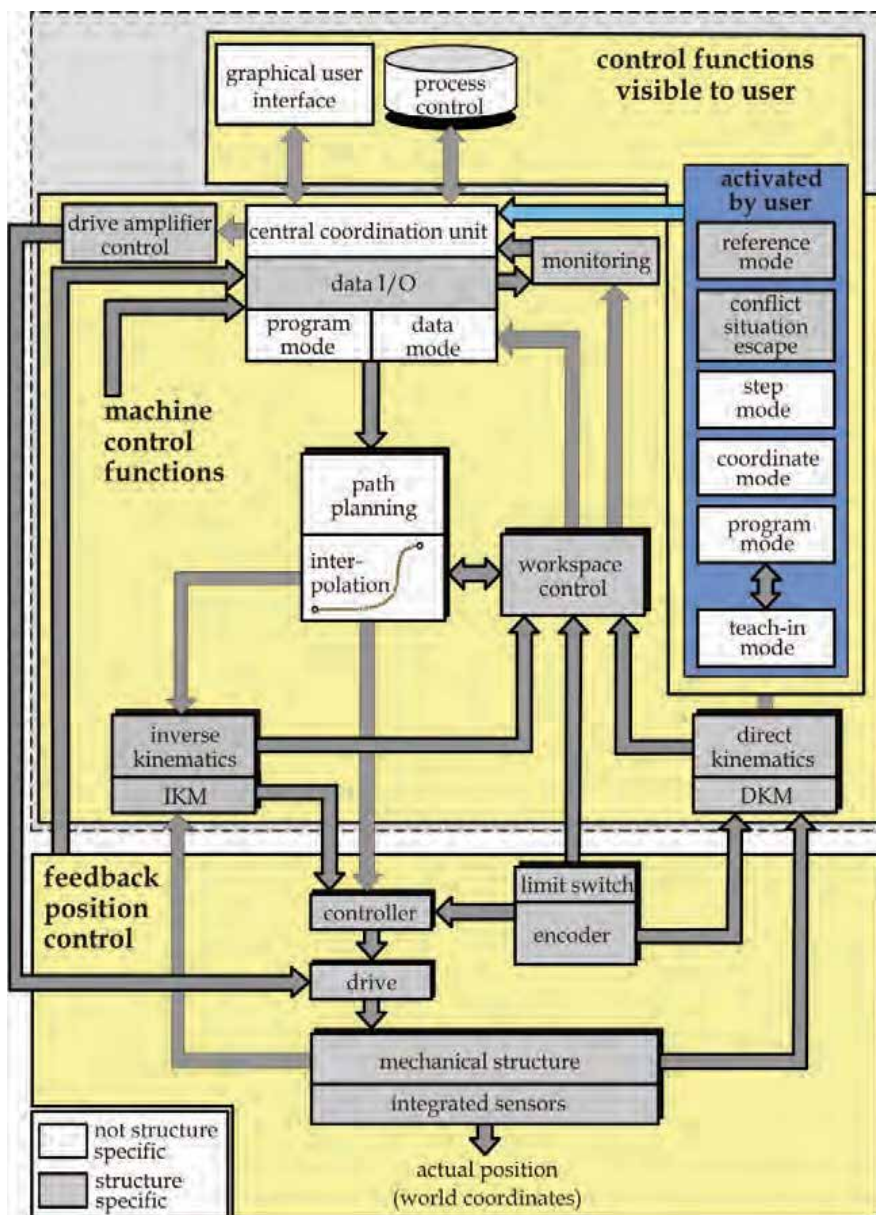 graphical user
interface
process
control
control functions
visible to user
activated
by user
reference
mode
conflict
situation
escape
step
mode
coordinate
mode
program
mode
teach-in
mode
drive amplifier
control
central coordination unit
data I/O
program
mode
data
mode
monitoring
machine
control
functions
path
planning
inter-
polation
workspace
control
inverse
kinematics
IKM
direct
kinematics
DKM
feedback
position
control
limit switch
encoder
controller
drive
mechanical structure
integrated sensors
actual position
(world coordinates)
not structure
specific
structure
specific